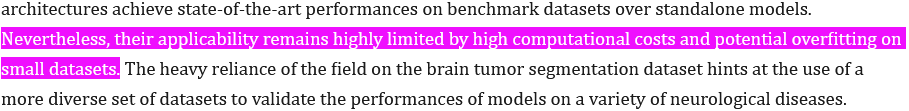 architectures achieve state-of-the-art performances on benchmark datasets over standalone models.
Nevertheless, their applicability remains highly limited by high computational costs and potential overfitting on
small datasets. The heavy reliance of the field on the brain tumor segmentation dataset hints at the use of a
more diverse set of datasets to validate the performances of models on a variety of neurological diseases.